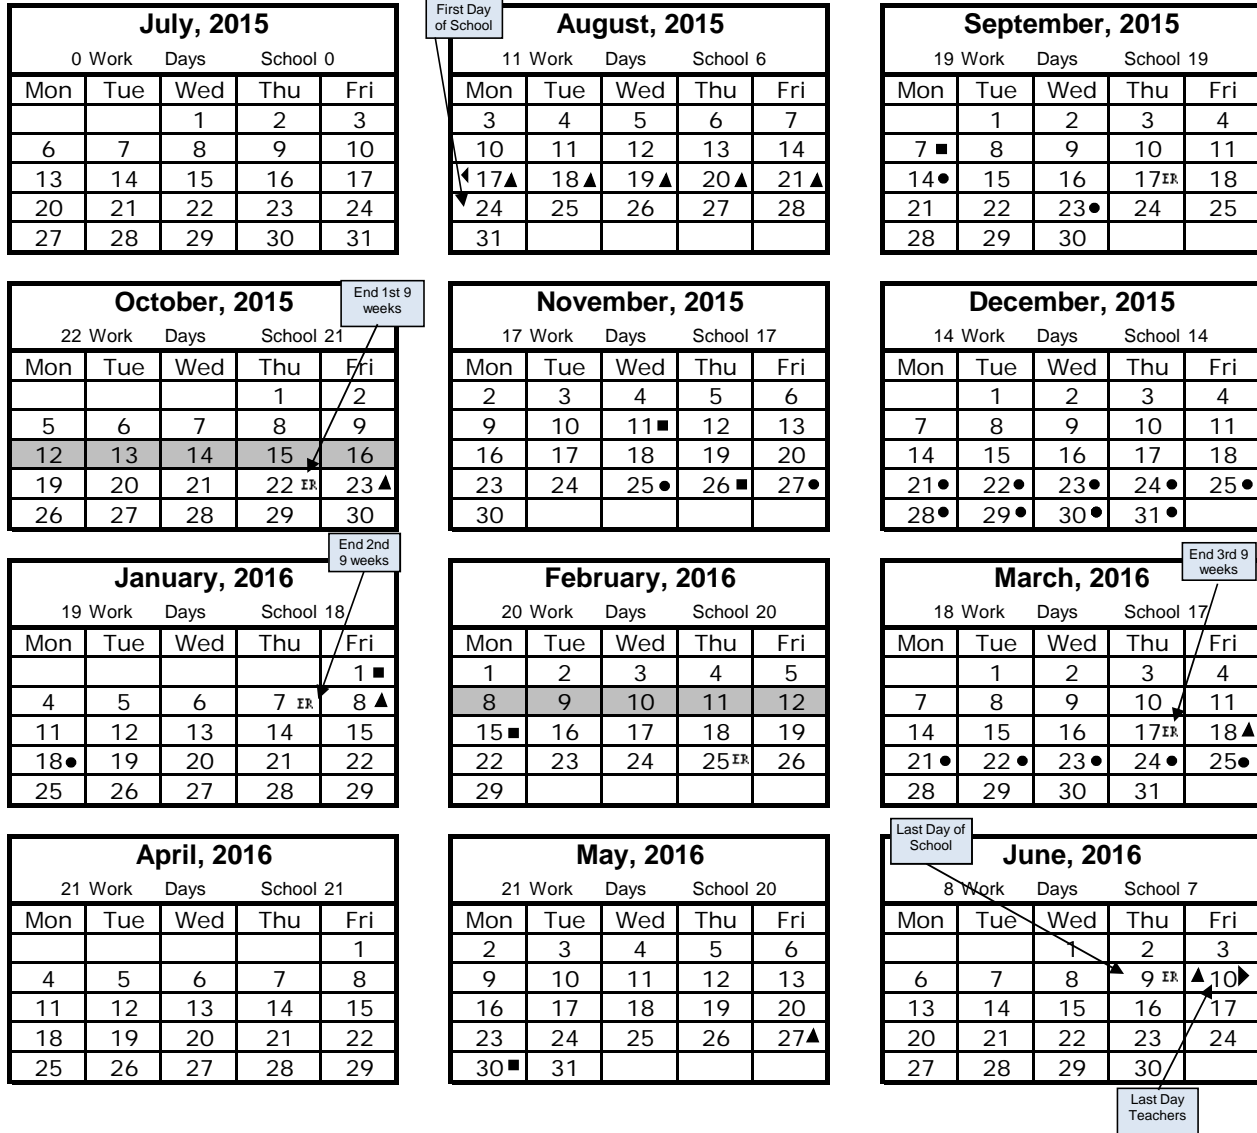 First Day
of School
July, 2015
0 Work Days School 0
Mon Tue Wed Thu Fri
1 2 3
6 7 8 9 10
13 14 15 16 17
20 21 22 23 24
27 28 29 30 31
August, 2015
11 Work Days School 6
Mon Tue Wed Thu Fri
3 4 5 6 7
10 11 12 13 14
◀17▲ 18▲ 19▲ 20▲ 21▲
24 25 26 27 28
31
September, 2015
19 Work Days School 19
Mon Tue Wed Thu Fri
1 2 3 4
7■ 8 9 10 11
14● 15 16 17ER 18
21 22 23● 24 25
28 29 30
End 1st 9
weeks
October, 2015
22 Work Days School 21
Mon Tue Wed Thu Fri
1 2
5 6 7 8 9
12 13 14 15 16
19 20 21 22 ER 23▲
26 27 28 29 30
November, 2015
17 Work Days School 17
Mon Tue Wed Thu Fri
2 3 4 5 6
9 10 11■ 12 13
16 17 18 19 20
23 24 25● 26■ 27●
30
December, 2015
14 Work Days School 14
Mon Tue Wed Thu Fri
1 2 3 4
7 8 9 10 11
14 15 16 17 18
21● 22● 23● 24● 25●
28● 29● 30● 31●
End 2nd
9 weeks
January, 2016
19 Work Days School 18
Mon Tue Wed Thu Fri
1■
4 5 6 7 ER 8▲
11 12 13 14 15
18● 19 20 21 22
25 26 27 28 29
February, 2016
20 Work Days School 20
Mon Tue Wed Thu Fri
1 2 3 4 5
8 9 10 11 12
15■ 16 17 18 19
22 23 24 25ER 26
29
End 3rd 9
weeks
March, 2016
18 Work Days School 17
Mon Tue Wed Thu Fri
1 2 3 4
7 8 9 10 11
14 15 16 17ER 18▲
21● 22● 23● 24● 25●
28 29 30 31
April, 2016
21 Work Days School 21
Mon Tue Wed Thu Fri
1
4 5 6 7 8
11 12 13 14 15
18 19 20 21 22
25 26 27 28 29
May, 2016
21 Work Days School 20
Mon Tue Wed Thu Fri
2 3 4 5 6
9 10 11 12 13
16 17 18 19 20
23 24 25 26 27▲
30■ 31
Last Day of
School
June, 2016
8 Work Days School 7
Mon Tue Wed Thu Fri
1 2 3
6 7 8 9 ER ▲10▶
13 14 15 16 17
20 21 22 23 24
27 28 29 30
Last Day
Teachers